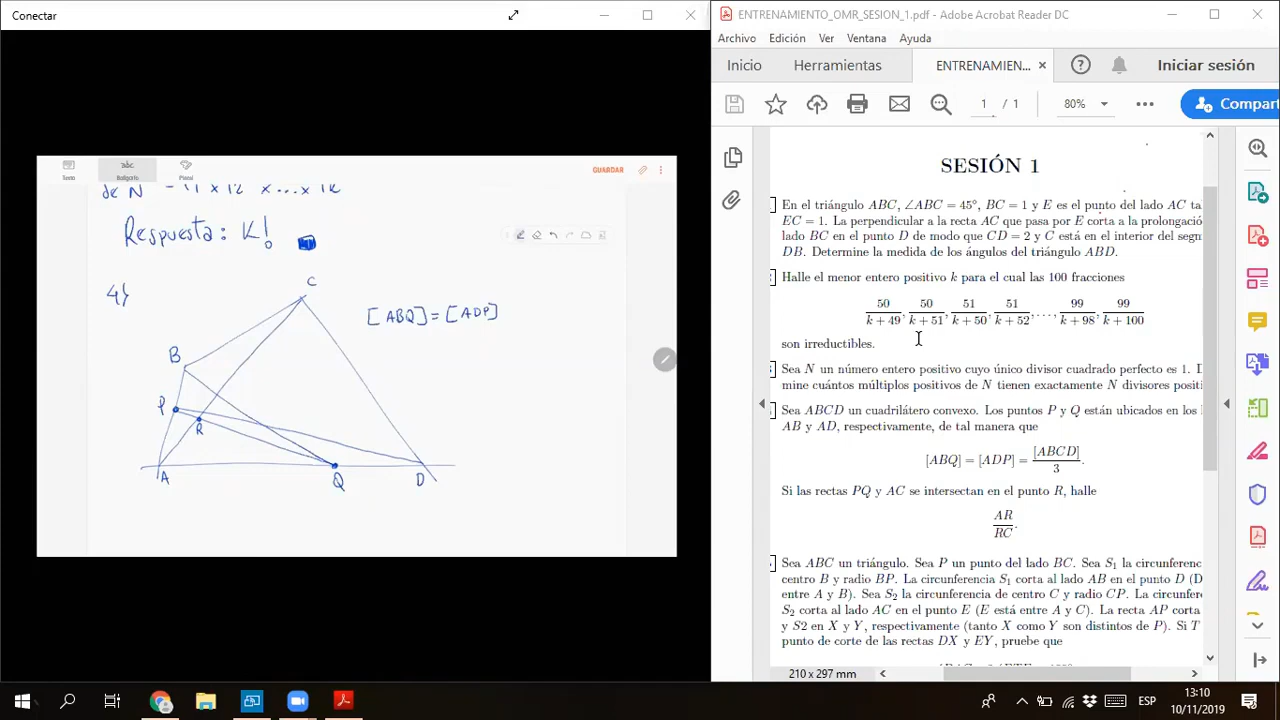 Conectar
ENTRENAMIENTO_OMR_SESION_1.pdf - Adobe Acrobat Reader DC
Archivo Edición Ver Ventana Ayuda
Inicio Herramientas ENTRENAMIEN... × Iniciar sesión
1 / 1 80% Compart
Texto Bolígrafo Pincel GUARDAR
de N = 11 x 12 x ... x 1k
Respuesta: K!
4)
C
[ABQ] = [ADP]
B
P
R
A Q D
SESIÓN 1
En el triángulo ABC, ∠ABC = 45°, BC = 1 y E es el punto del lado AC ta
EC = 1. La perpendicular a la recta AC que pasa por E corta a la prolongació
lado BC en el punto D de modo que CD = 2 y C está en el interior del segm
DB. Determine la medida de los ángulos del triángulo ABD.
Halle el menor entero positivo k para el cual las 100 fracciones
50/(k + 49), 50/(k + 51), 51/(k + 50), 51/(k + 52), ..., 99/(k + 98), 99/(k + 100)
son irreductibles.
Sea N un número entero positivo cuyo único divisor cuadrado perfecto es 1. D
mine cuántos múltiplos positivos de N tienen exactamente N divisores positi
Sea ABCD un cuadrilátero convexo. Los puntos P y Q están ubicados en los l
AB y AD, respectivamente, de tal manera que
[ABQ] = [ADP] = [ABCD]/3.
Si las rectas PQ y AC se intersectan en el punto R, halle
AR/RC.
Sea ABC un triángulo. Sea P un punto del lado BC. Sea S₁ la circunferenc
centro B y radio BP. La circunferencia S₁ corta al lado AB en el punto D (D
entre A y B). Sea S₂ la circunferencia de centro C y radio CP. La circunfere
S₂ corta al lado AC en el punto E (E está entre A y C). La recta AP corta
y S2 en X y Y, respectivamente (tanto X como Y son distintos de P). Si T
punto de corte de las rectas DX y EY, pruebe que
210 x 297 mm
ESP 13:10
10/11/2019